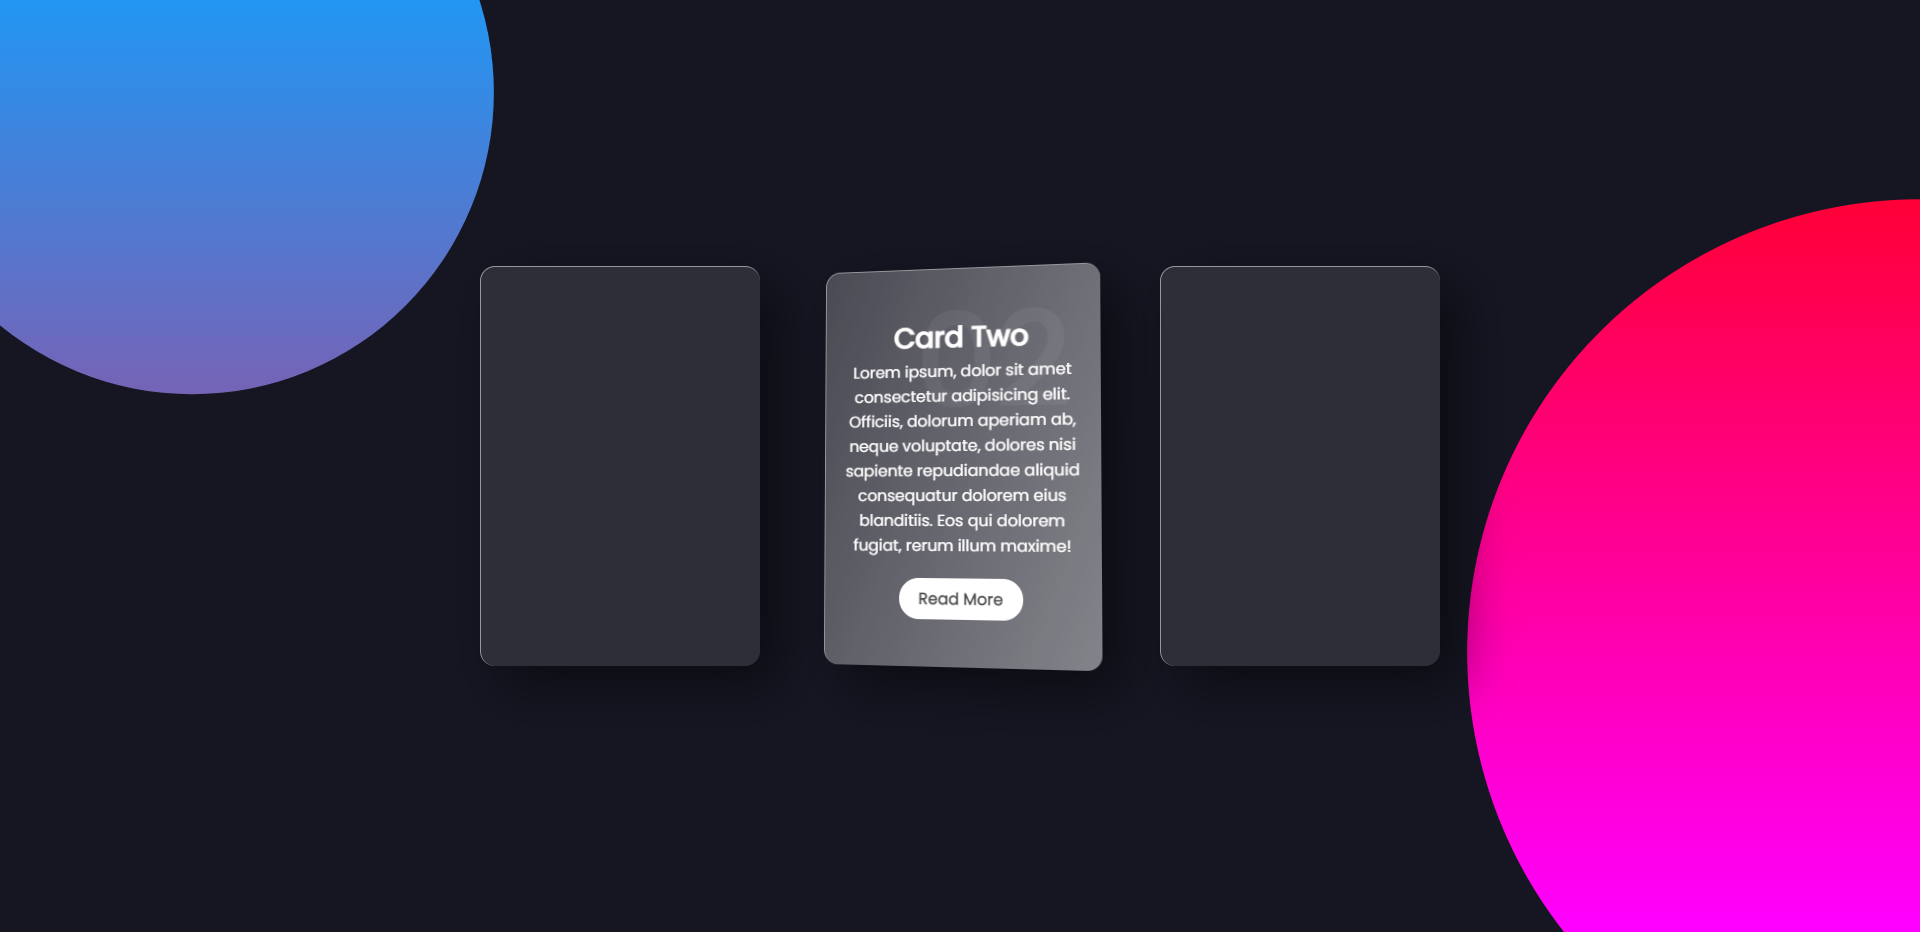 02
Card Two
Lorem ipsum, dolor sit amet
consectetur adipisicing elit.
Officiis, dolorum aperiam ab,
neque voluptate, dolores nisi
sapiente repudiandae aliquid
consequatur dolorem eius
blanditiis. Eos qui dolorem
fugiat, rerum illum maxime!
Read More